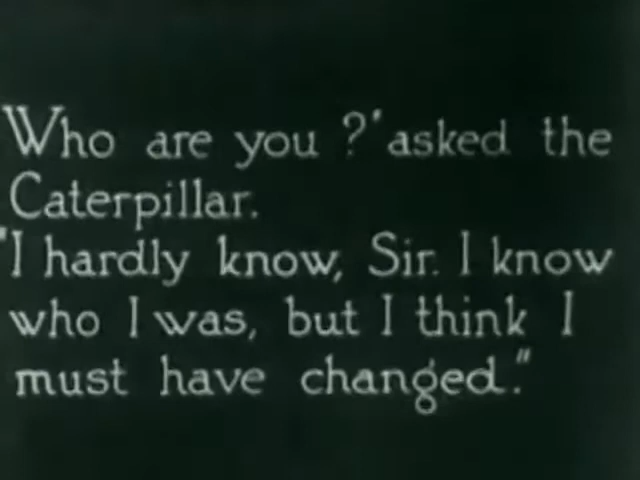 Who are you ?' asked the
Caterpillar.
"I hardly know, Sir. I know
who I was, but I think I
must have changed."